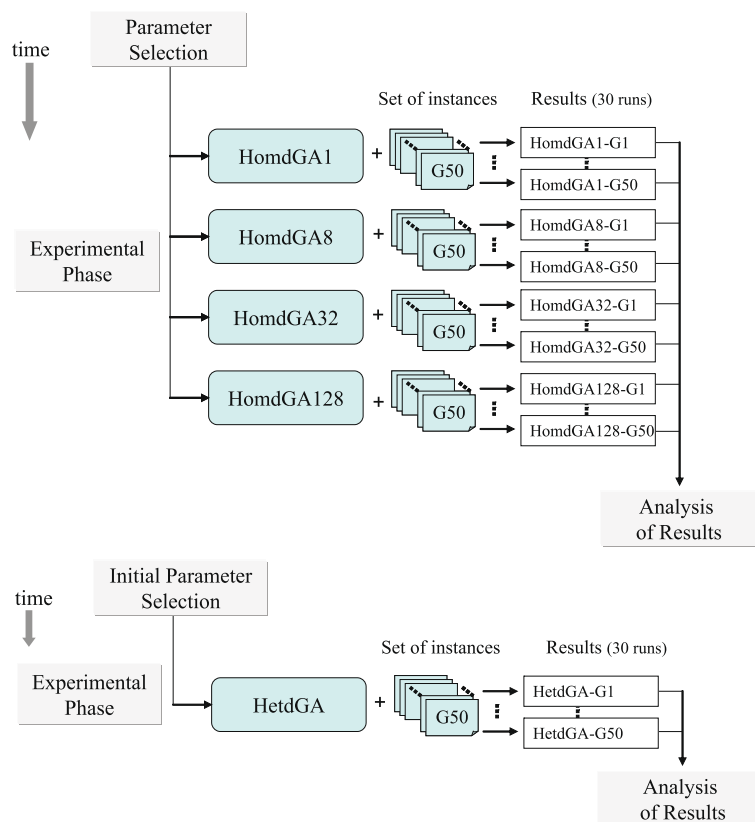 Parameter
Selection
time
Set of instances
Results (30 runs)
HomdGA1
+
G50
HomdGA1-G1
HomdGA1-G50
Experimental
Phase
HomdGA8
+
G50
HomdGA8-G1
HomdGA8-G50
HomdGA32
+
G50
HomdGA32-G1
HomdGA32-G50
HomdGA128
+
G50
HomdGA128-G1
HomdGA128-G50
Analysis
of Results
Initial Parameter
Selection
time
Set of instances
Results (30 runs)
Experimental
Phase
HetdGA
+
G50
HetdGA-G1
HetdGA-G50
Analysis
of Results